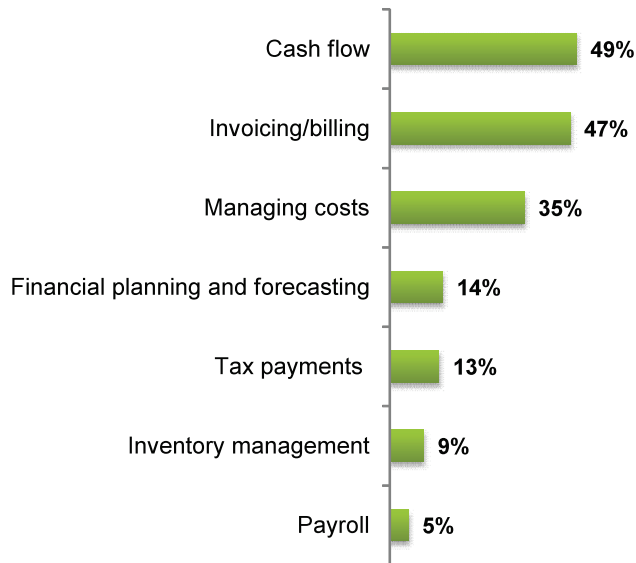 Cash flow 49%
Invoicing/billing 47%
Managing costs 35%
Financial planning and forecasting 14%
Tax payments 13%
Inventory management 9%
Payroll 5%